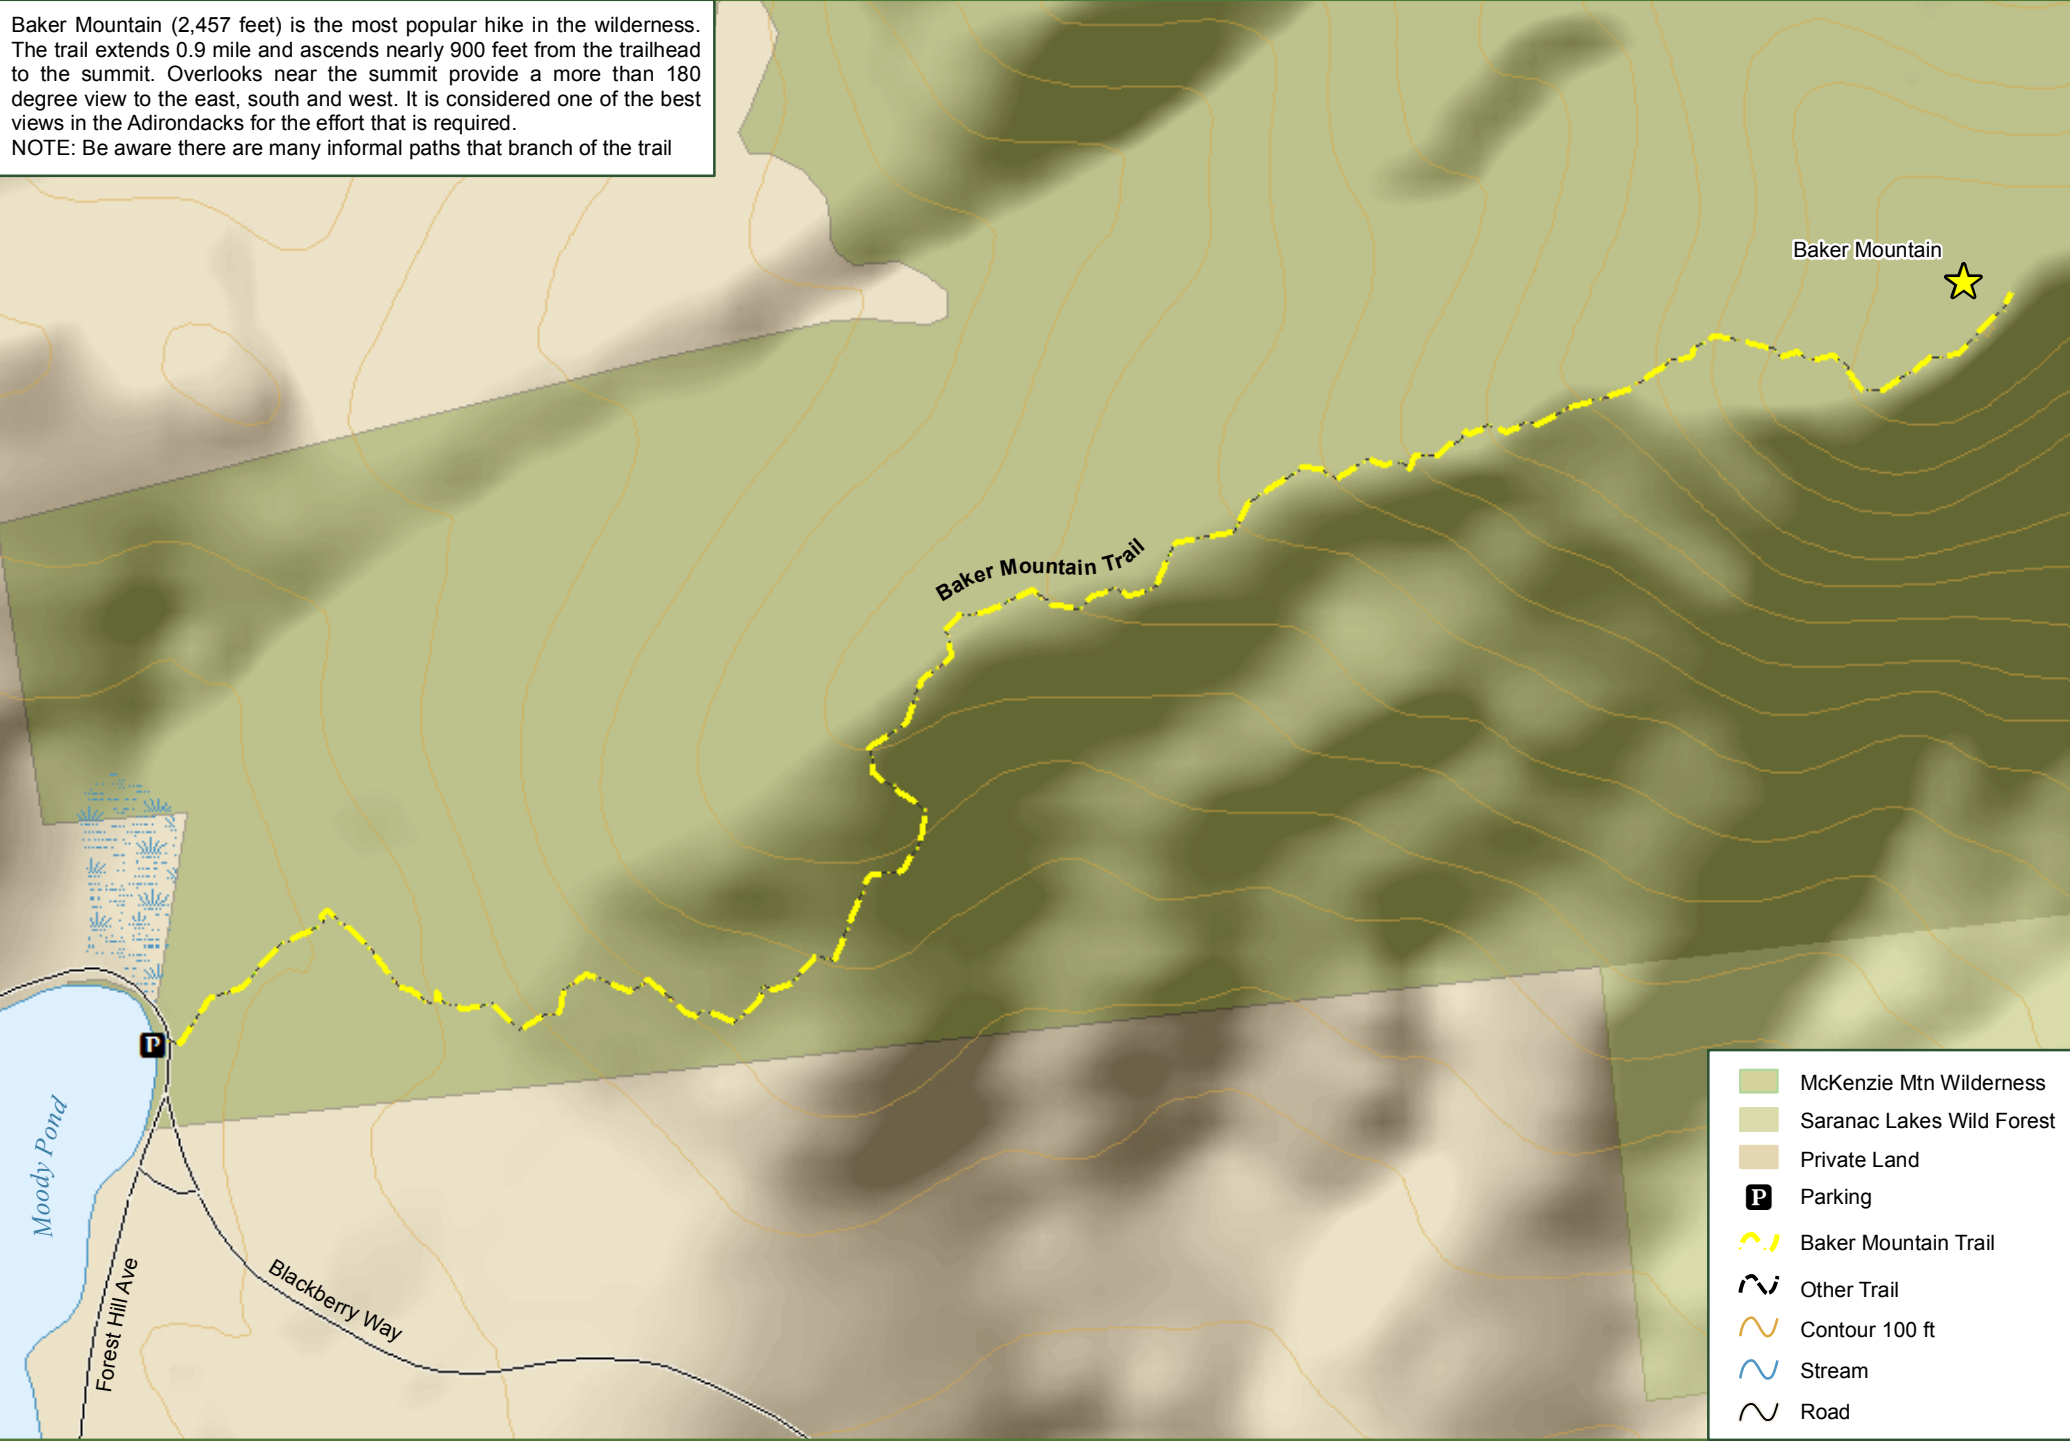 Baker Mountain (2,457 feet) is the most popular hike in the wilderness.
The trail extends 0.9 mile and ascends nearly 900 feet from the trailhead
to the summit. Overlooks near the summit provide a more than 180
degree view to the east, south and west. It is considered one of the best
views in the Adirondacks for the effort that is required.
NOTE: Be aware there are many informal paths that branch of the trail
Baker Mountain
Baker Mountain Trail
P
Moody Pond
Forest Hill Ave
Blackberry Way
McKenzie Mtn Wilderness
Saranac Lakes Wild Forest
Private Land
P Parking
Baker Mountain Trail
Other Trail
Contour 100 ft
Stream
Road